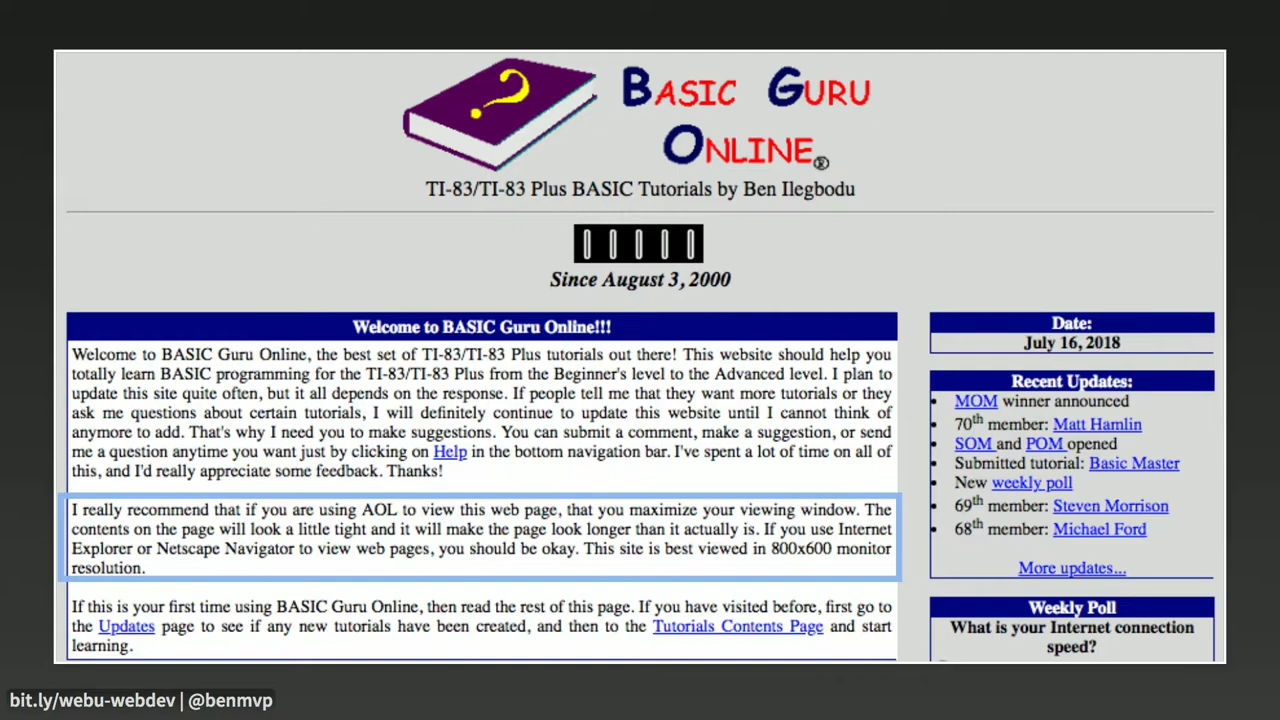 ?
BASIC GURU
ONLINE®
TI-83/TI-83 Plus BASIC Tutorials by Ben Ilegbodu
00000
Since August 3, 2000
Welcome to BASIC Guru Online!!!
Welcome to BASIC Guru Online, the best set of TI-83/TI-83 Plus tutorials out there! This website should help you
totally learn BASIC programming for the TI-83/TI-83 Plus from the Beginner's level to the Advanced level. I plan to
update this site quite often, but it all depends on the response. If people tell me that they want more tutorials or they
ask me questions about certain tutorials, I will definitely continue to update this website until I cannot think of
anymore to add. That's why I need you to make suggestions. You can submit a comment, make a suggestion, or send
me a question anytime you want just by clicking on Help in the bottom navigation bar. I've spent a lot of time on all of
this, and I'd really appreciate some feedback. Thanks!
I really recommend that if you are using AOL to view this web page, that you maximize your viewing window. The
contents on the page will look a little tight and it will make the page look longer than it actually is. If you use Internet
Explorer or Netscape Navigator to view web pages, you should be okay. This site is best viewed in 800x600 monitor
resolution.
If this is your first time using BASIC Guru Online, then read the rest of this page. If you have visited before, first go to
the Updates page to see if any new tutorials have been created, and then to the Tutorials Contents Page and start
learning.
Date:
July 16, 2018
Recent Updates:
• MOM winner announced
• 70th member: Matt Hamlin
• SOM and POM opened
• Submitted tutorial: Basic Master
• New weekly poll
• 69th member: Steven Morrison
• 68th member: Michael Ford
More updates...
Weekly Poll
What is your Internet connection
speed?
bit.ly/webu-webdev | @benmvp